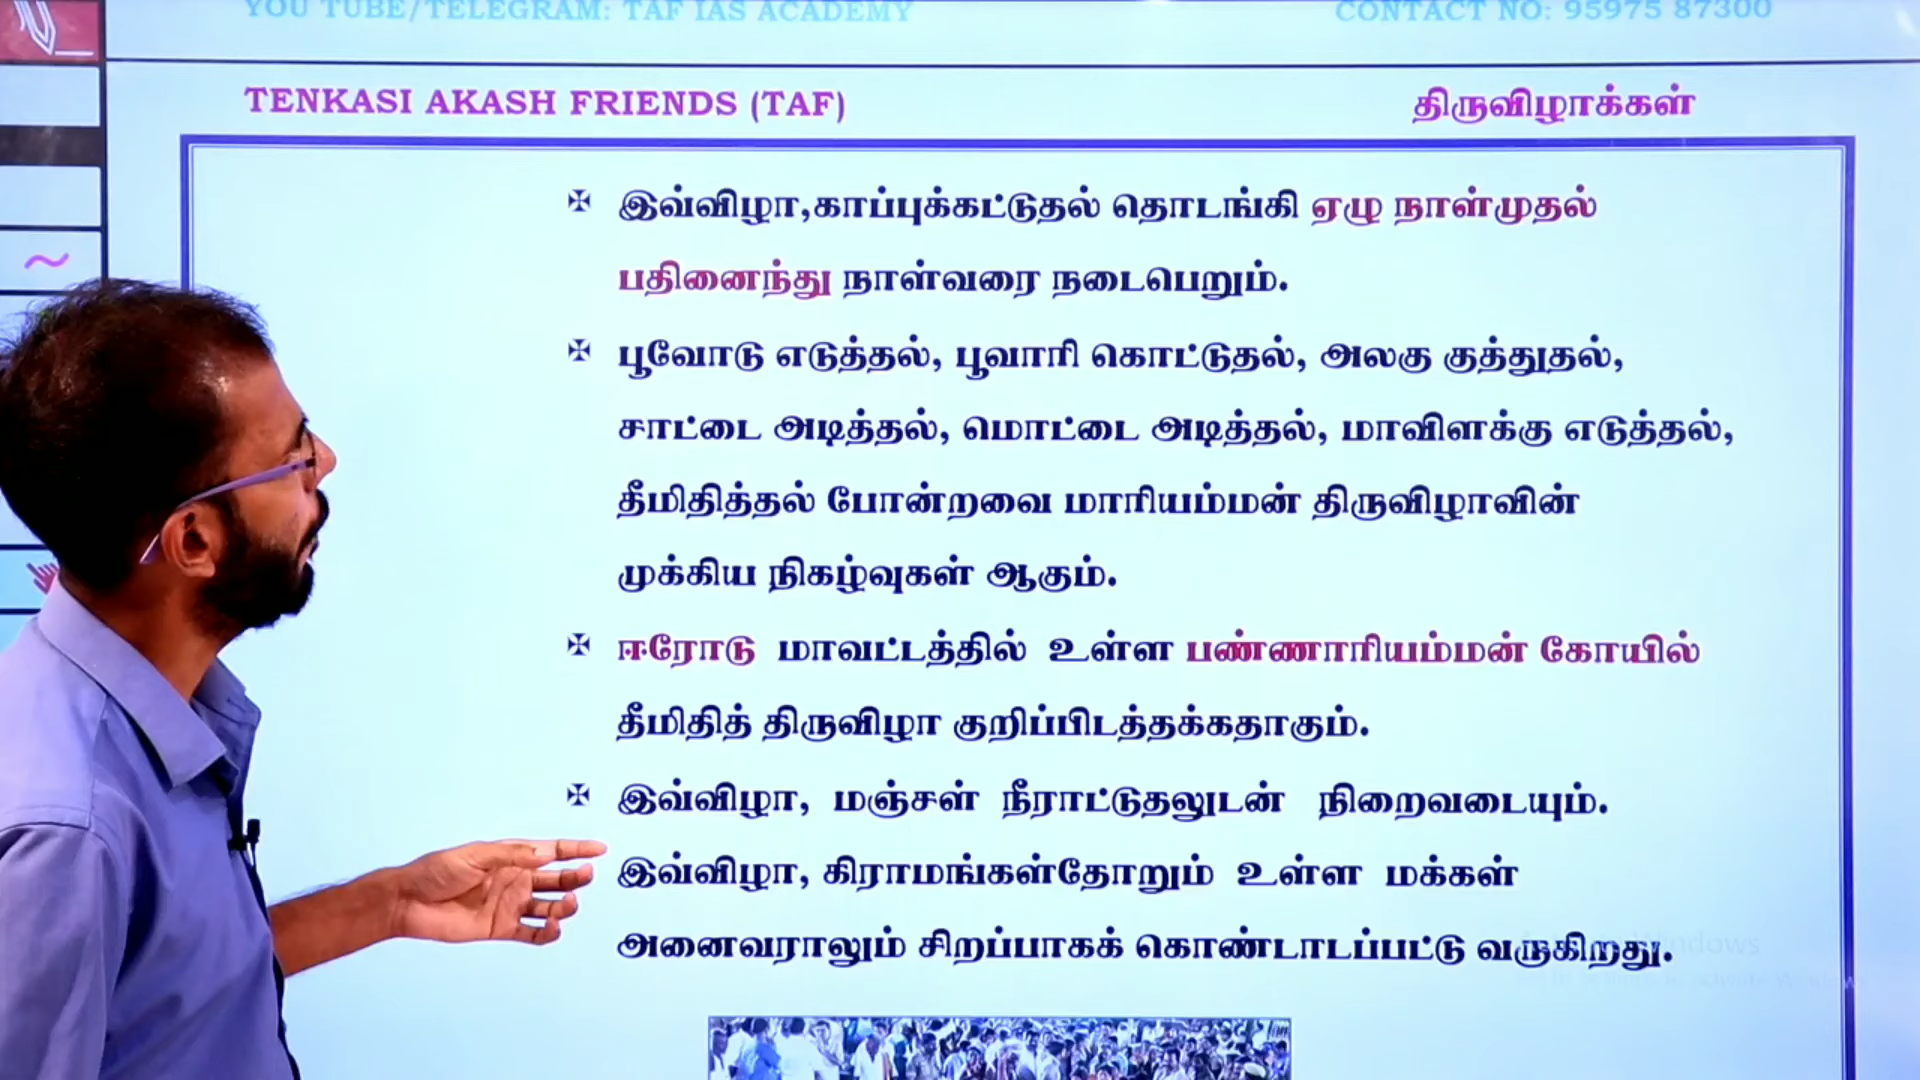 YOU TUBE/TELEGRAM: TAF IAS ACADEMY
CONTACT NO: 95975 87300
TENKASI AKASH FRIENDS (TAF)
திருவிழாக்கள்
✠ இவ்விழா,காப்புக்கட்டுதல் தொடங்கி ஏழு நாள்முதல்
பதினைந்து நாள்வரை நடைபெறும்.
✠ பூவோடு எடுத்தல், பூவாரி கொட்டுதல், அலகு குத்துதல்,
சாட்டை அடித்தல், மொட்டை அடித்தல், மாவிளக்கு எடுத்தல்,
தீமிதித்தல் போன்றவை மாரியம்மன் திருவிழாவின்
முக்கிய நிகழ்வுகள் ஆகும்.
✠ ஈரோடு மாவட்டத்தில் உள்ள பண்ணாரியம்மன் கோயில்
தீமிதித் திருவிழா குறிப்பிடத்தக்கதாகும்.
✠ இவ்விழா, மஞ்சள் நீராட்டுதலுடன் நிறைவடையும்.
இவ்விழா, கிராமங்கள்தோறும் உள்ள மக்கள்
அனைவராலும் சிறப்பாகக் கொண்டாடப்பட்டு வருகிறது.
Windows